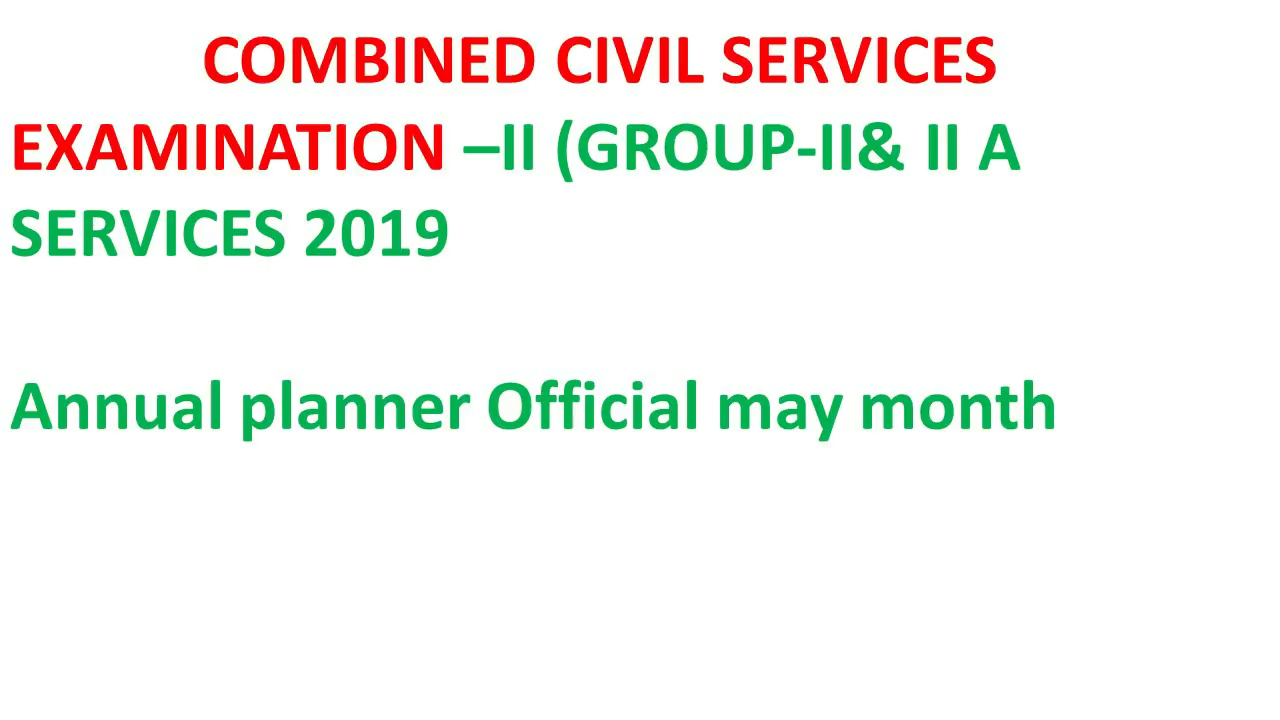 COMBINED CIVIL SERVICES
EXAMINATION –II (GROUP-II& II A
SERVICES 2019
Annual planner Official may month